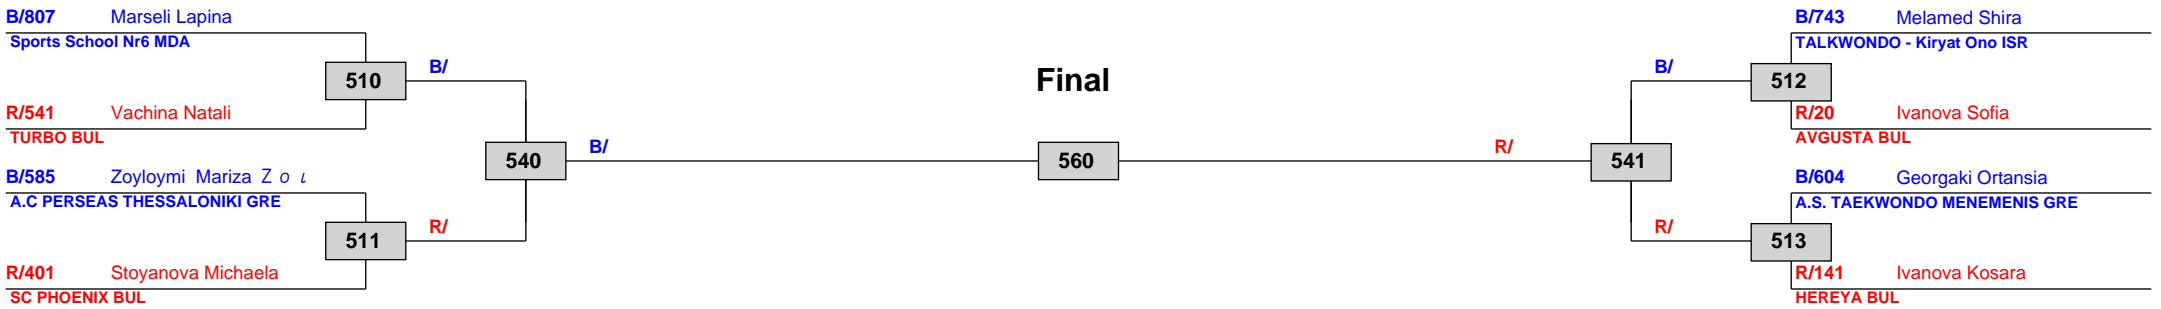 B/807 Marseli Lapina
Sports School Nr6 MDA
510
B/
R/541 Vachina Natali
TURBO BUL
540
B/
B/585 Zoyloymi Mariza Ζ ο ι
A.C PERSEAS THESSALONIKI GRE
511
R/
R/401 Stoyanova Michaela
SC PHOENIX BUL
Final
560
B/743 Melamed Shira
TALKWONDO - Kiryat Ono ISR
B/
512
R/20 Ivanova Sofia
AVGUSTA BUL
R/
541
B/604 Georgaki Ortansia
A.S. TAEKWONDO MENEMENIS GRE
R/
513
R/141 Ivanova Kosara
HEREYA BUL